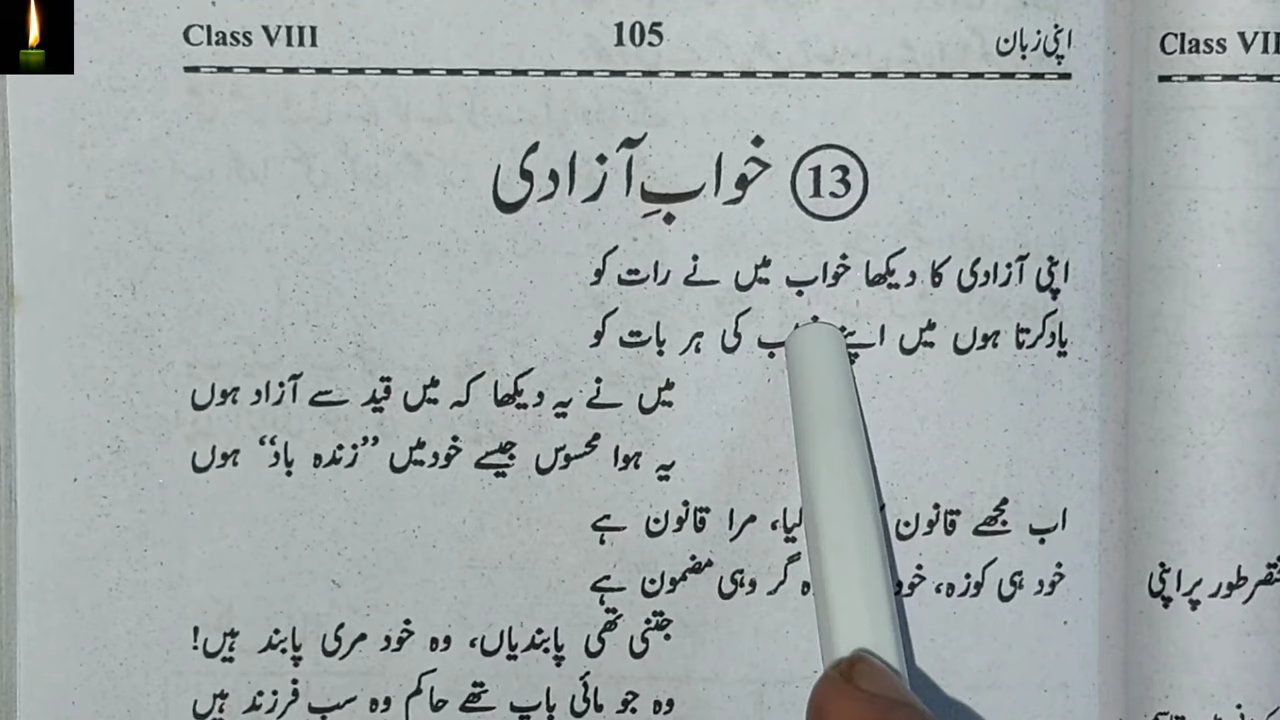 Class VIII 105 اپنی زبان
13 خوابِ آزادی
اپنی آزادی کا دیکھا خواب میں نے رات کو
یاد کرتا ہوں میں اپنے کی ہر بات کو
میں نے یہ دیکھا کہ میں قید سے آزاد ہوں
یہ ہوا محسوس جیسے خود میں ”زندہ باد“ ہوں
اب مجھے قانون لیا، مرا قانون ہے
خود ہی کوزہ، خود گر وہی مضمون ہے
جتنی تھی پابندیاں، وہ خود مری پابند ہیں!
وہ جو مائی باپ تھے حاکم وہ سب فرزند ہیں
Class
طور پر اپنی